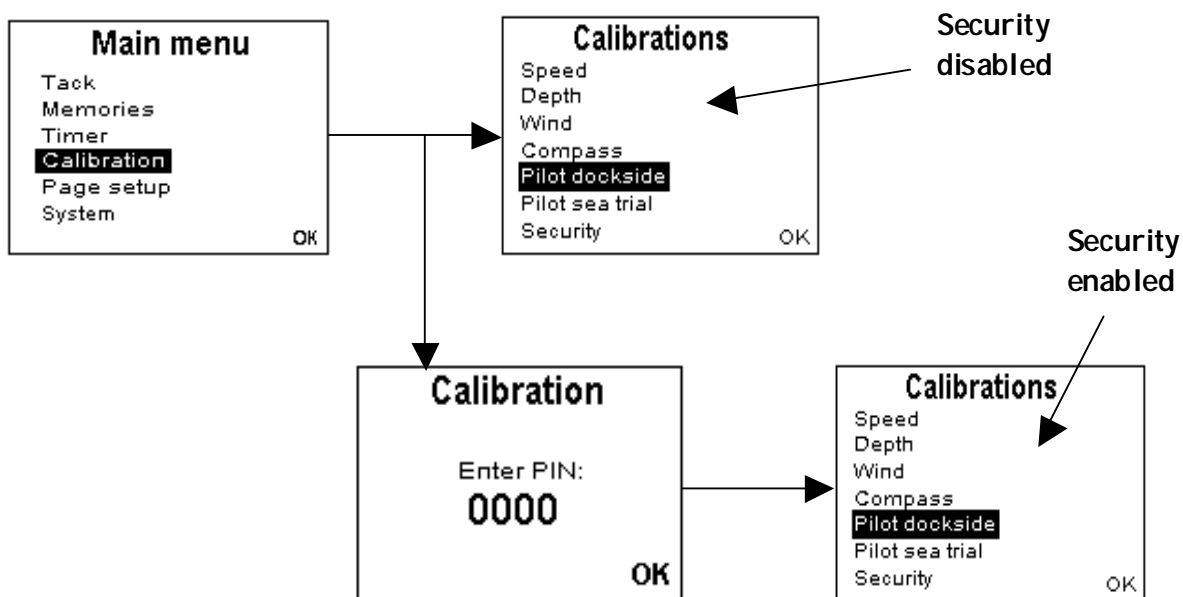 Main menu
Tack
Memories
Timer
Calibration
Page setup
System
OK
Calibrations
Speed
Depth
Wind
Compass
Pilot dockside
Pilot sea trial
Security
OK
Security
disabled
Calibration
Enter PIN:
0000
OK
Calibrations
Speed
Depth
Wind
Compass
Pilot dockside
Pilot sea trial
Security
OK
Security
enabled